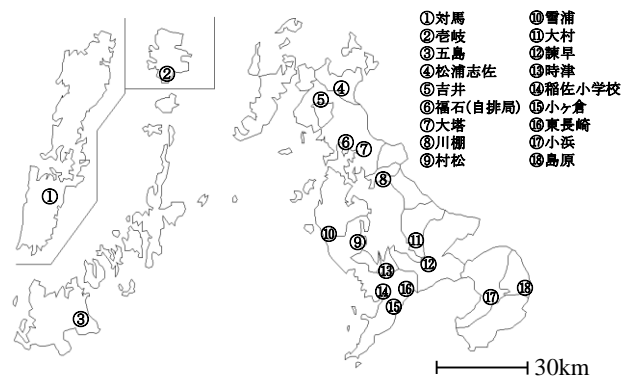 ①対馬
②壱岐
③五島
④松浦志佐
⑤吉井
⑥福石(自排局)
⑦大塔
⑧川棚
⑨村松
⑩雪浦
⑪大村
⑫諫早
⑬時津
⑭稲佐小学校
⑮小ヶ倉
⑯東長崎
⑰小浜
⑱島原
②
④
⑤
⑥
⑦
⑧
①
⑩
⑨
⑪
⑫
⑬
⑭
⑯
⑮
⑰
⑱
③
30km